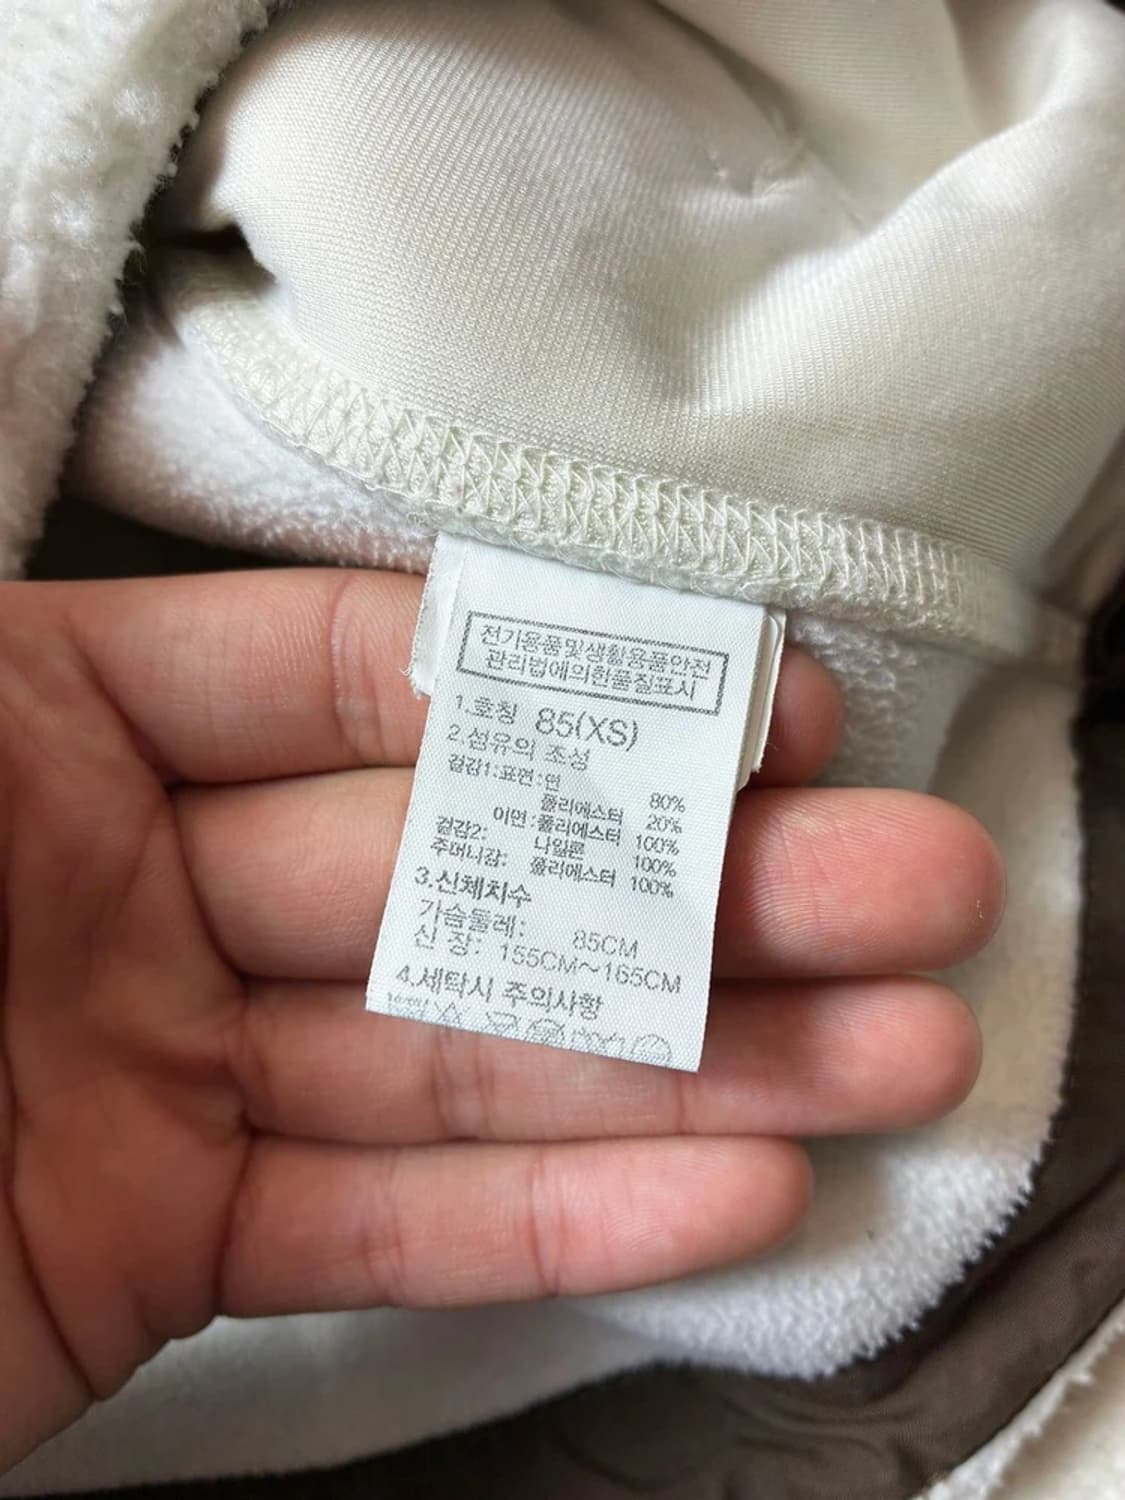 전기용품및생활용품안전
관리법에의한품질표시
1.호칭 85(XS)
2.섬유의 조성
겉감1:표면:면 80%
폴리에스터 20%
이면:폴리에스터 100%
겉감2: 나일론 100%
주머니감: 폴리에스터 100%
3.신체치수
가슴둘레: 85CM
신 장: 155CM~165CM
4.세탁시 주의사항